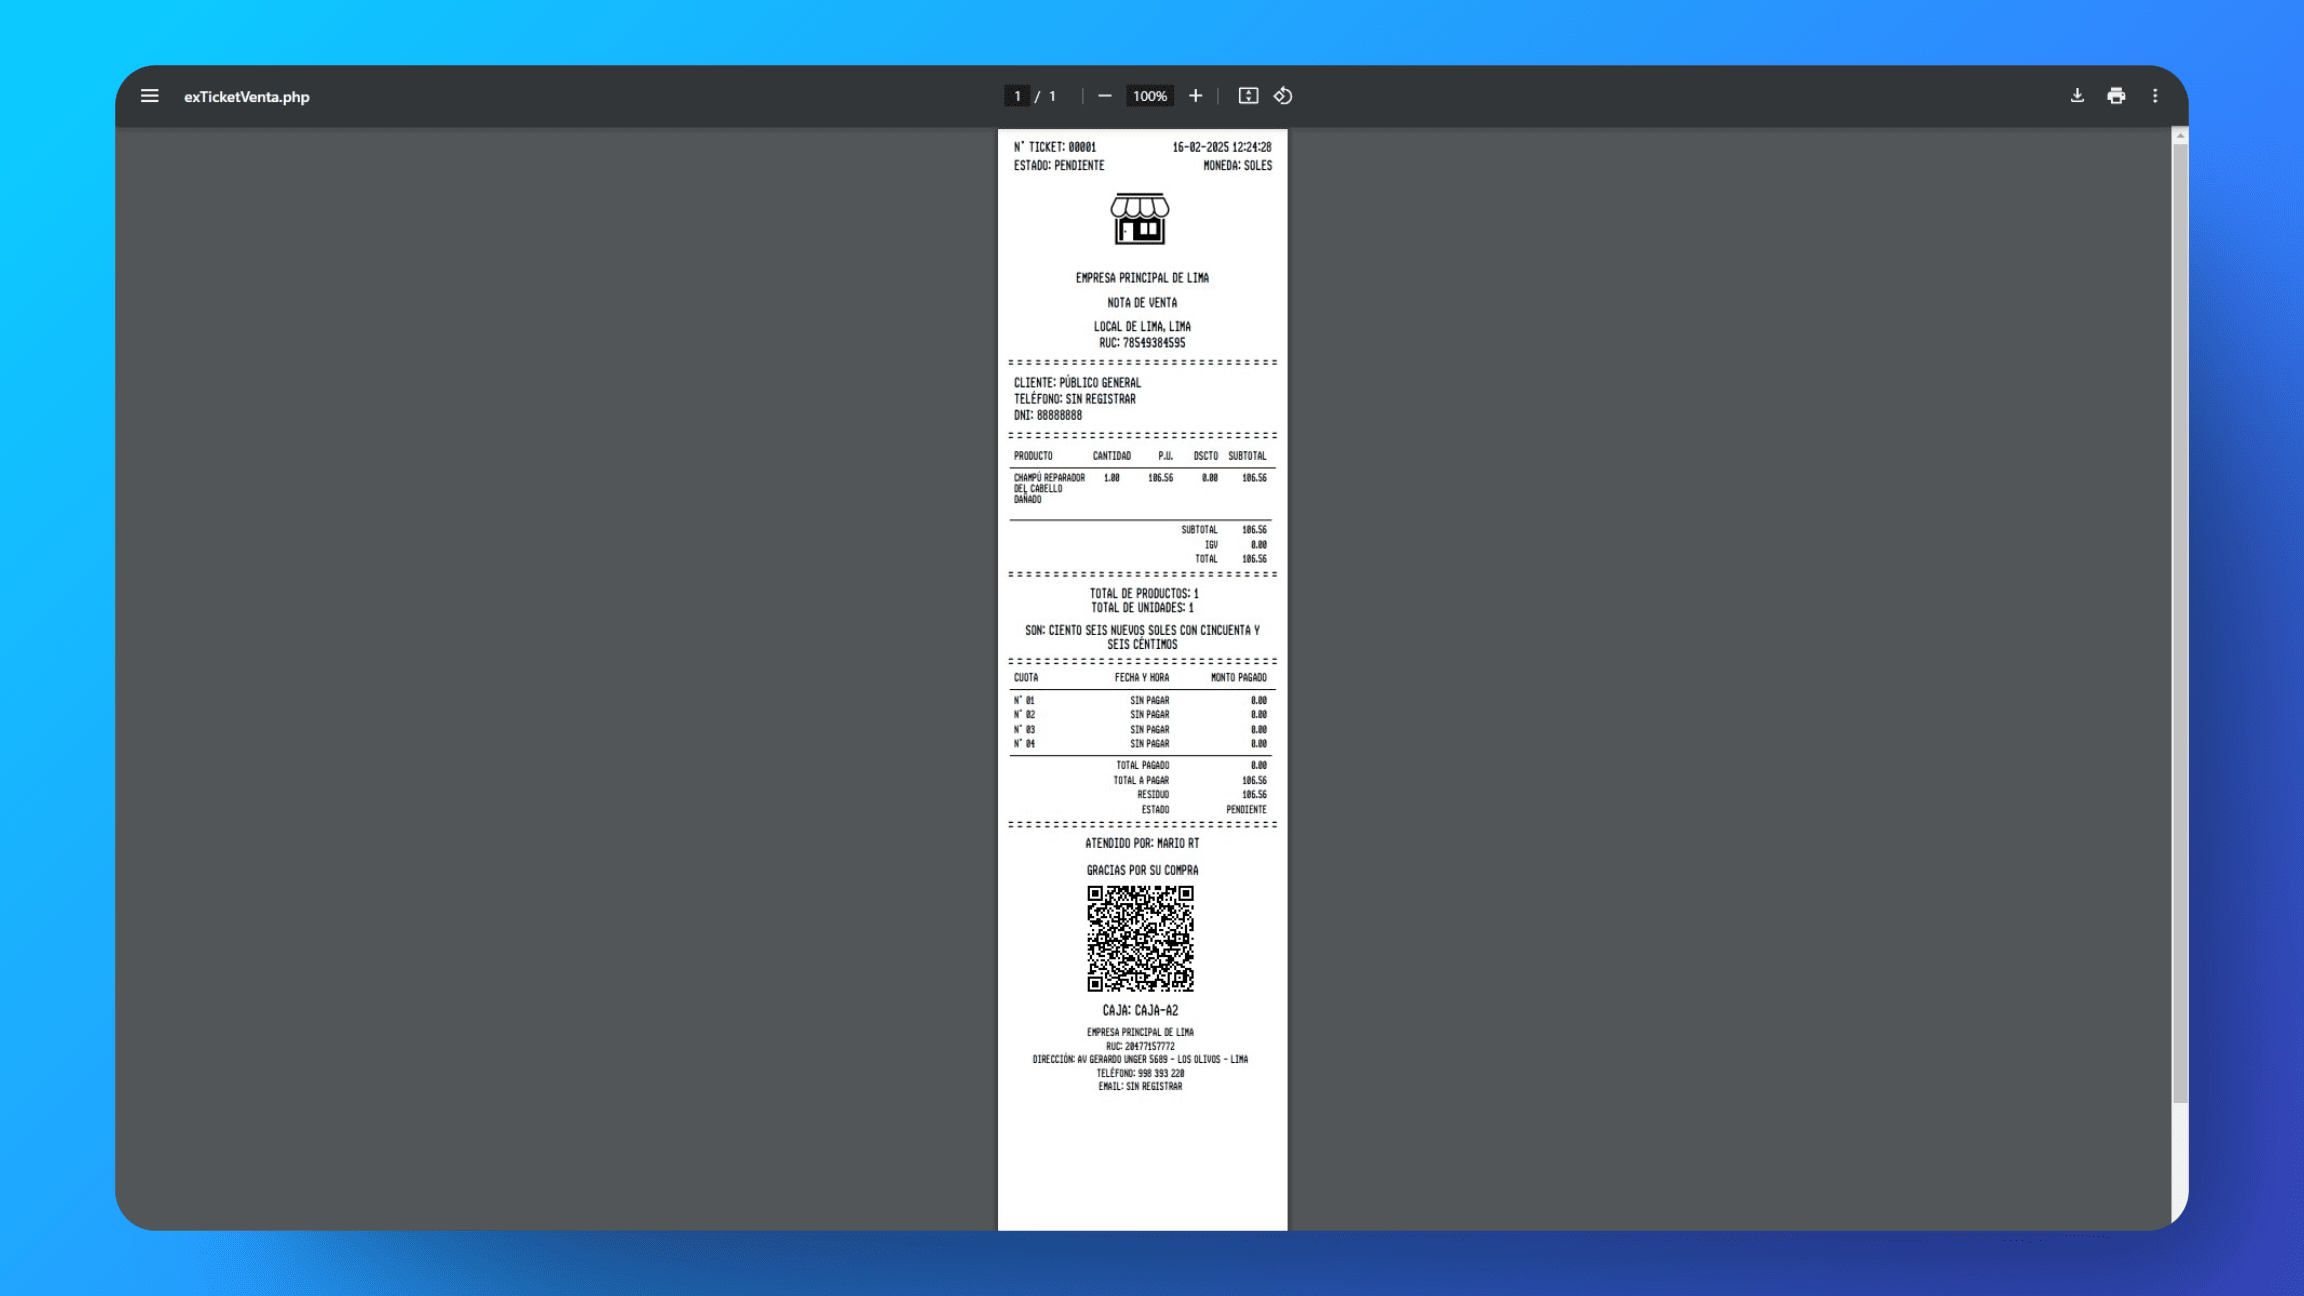 exTicketVenta.php
1 / 1
100%
N° TICKET: 00001 16-02-2025 12:24:28
ESTADO: PENDIENTE MONEDA: SOLES
EMPRESA PRINCIPAL DE LIMA
NOTA DE VENTA
LOCAL DE LIMA, LIMA
RUC: 78549384595
CLIENTE: PÚBLICO GENERAL
TELÉFONO: SIN REGISTRAR
DNI: 88888888
PRODUCTO CANTIDAD P.U. DSCTO SUBTOTAL
CHAMPÚ REPARADOR 1.00 106.56 0.00 106.56
DEL CABELLO
DAÑADO
SUBTOTAL 106.56
IGV 0.00
TOTAL 106.56
TOTAL DE PRODUCTOS: 1
TOTAL DE UNIDADES: 1
SON: CIENTO SEIS NUEVOS SOLES CON CINCUENTA Y
SEIS CÉNTIMOS
CUOTA FECHA Y HORA MONTO PAGADO
N° 01 SIN PAGAR 0.00
N° 02 SIN PAGAR 0.00
N° 03 SIN PAGAR 0.00
N° 04 SIN PAGAR 0.00
TOTAL PAGADO 0.00
TOTAL A PAGAR 106.56
RESIDUO 106.56
ESTADO PENDIENTE
ATENDIDO POR: MARIO RT
GRACIAS POR SU COMPRA
CAJA: CAJA-A2
EMPRESA PRINCIPAL DE LIMA
RUC: 20477157772
DIRECCIÓN: AV GERARDO UNGER 5689 - LOS OLIVOS - LIMA
TELÉFONO: 998 393 220
EMAIL: SIN REGISTRAR